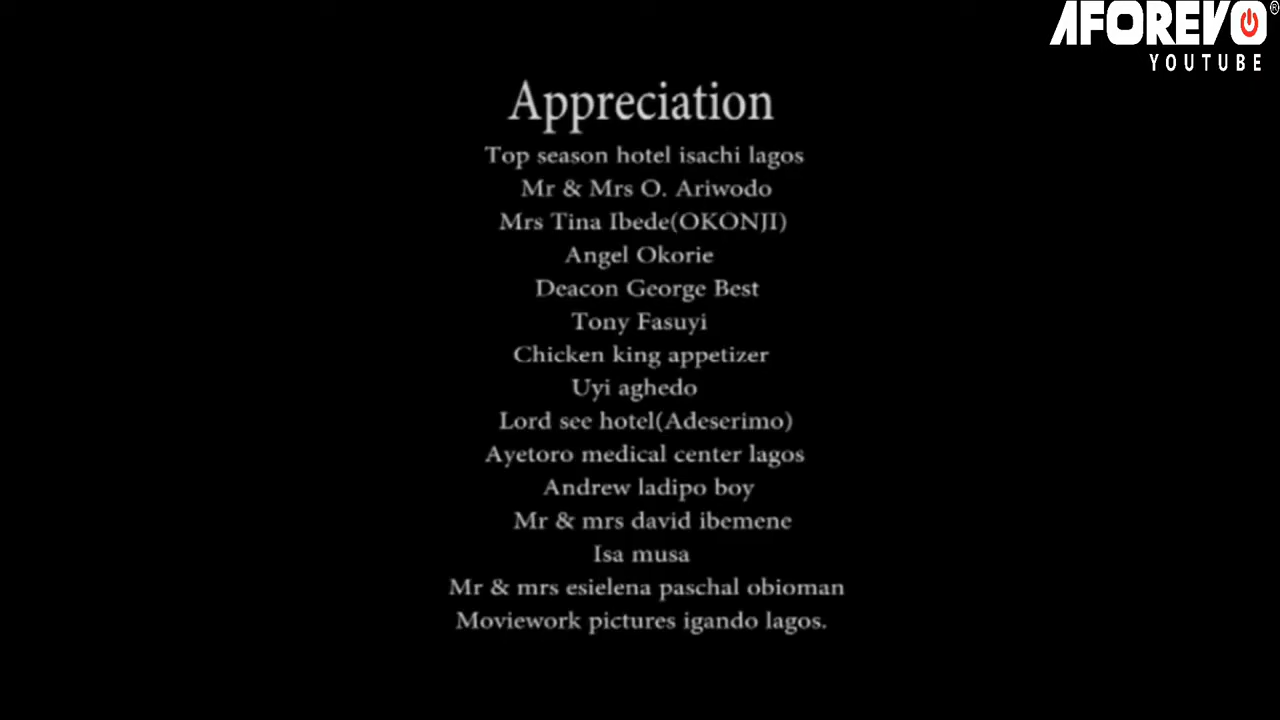 AFOREVO®
YOUTUBE
Appreciation
Top season hotel isachi lagos
Mr & Mrs O. Ariwodo
Mrs Tina Ibede(OKONJI)
Angel Okorie
Deacon George Best
Tony Fasuyi
Chicken king appetizer
Uyi aghedo
Lord see hotel(Adeserimo)
Ayetoro medical center lagos
Andrew ladipo boy
Mr & mrs david ibemene
Isa musa
Mr & mrs esielena paschal obioman
Moviework pictures igando lagos.